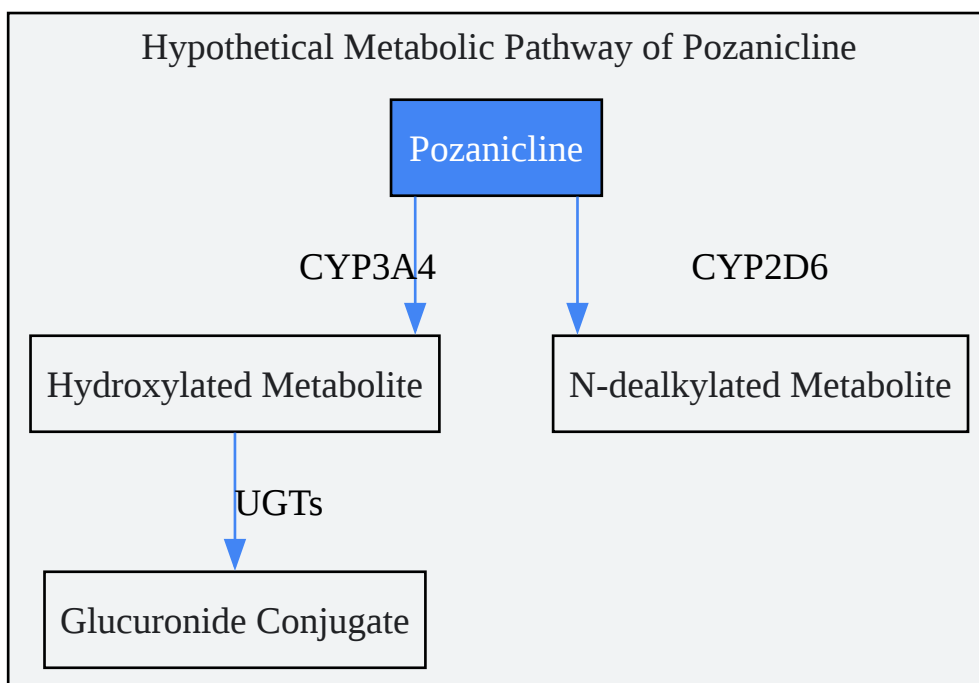 Hypothetical Metabolic Pathway of Pozanicline
Pozanicline
CYP3A4
CYP2D6
Hydroxylated Metabolite
N-dealkylated Metabolite
UGTs
Glucuronide Conjugate